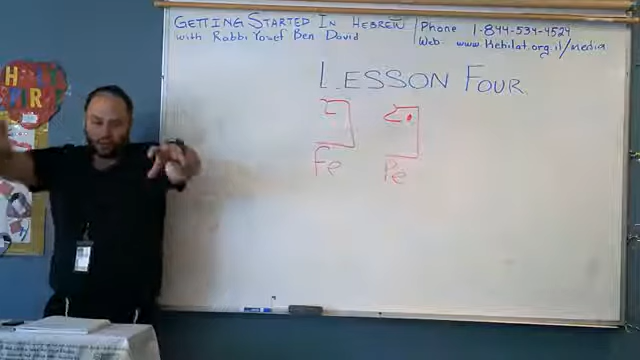 GETTING STARTED IN HEBREW
with Rabbi Yosef Ben David
Phone 1-844-534-4524
Web: www.Kehilat.org.il/media
LESSON FOUR
פ פּ
Fe Pe